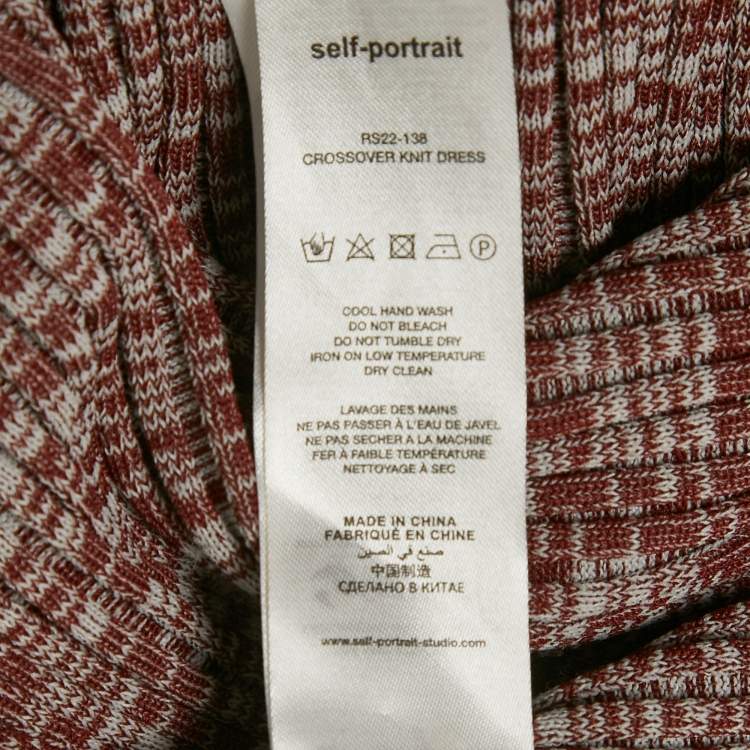 self-portrait
RS22-138
CROSSOVER KNIT DRESS
P
COOL HAND WASH
DO NOT BLEACH
DO NOT TUMBLE DRY
IRON ON LOW TEMPERATURE
DRY CLEAN
LAVAGE DES MAINS
NE PAS PASSER À L'EAU DE JAVEL
NE PAS SECHER A LA MACHINE
FER À FAIBLE TEMPÉRATURE
NETTOYAGE À SEC
MADE IN CHINA
FABRIQUÉ EN CHINE
صنع في الصين
中国制造
СДЕЛАНО В КИТАЕ
www.self-portrait-studio.com